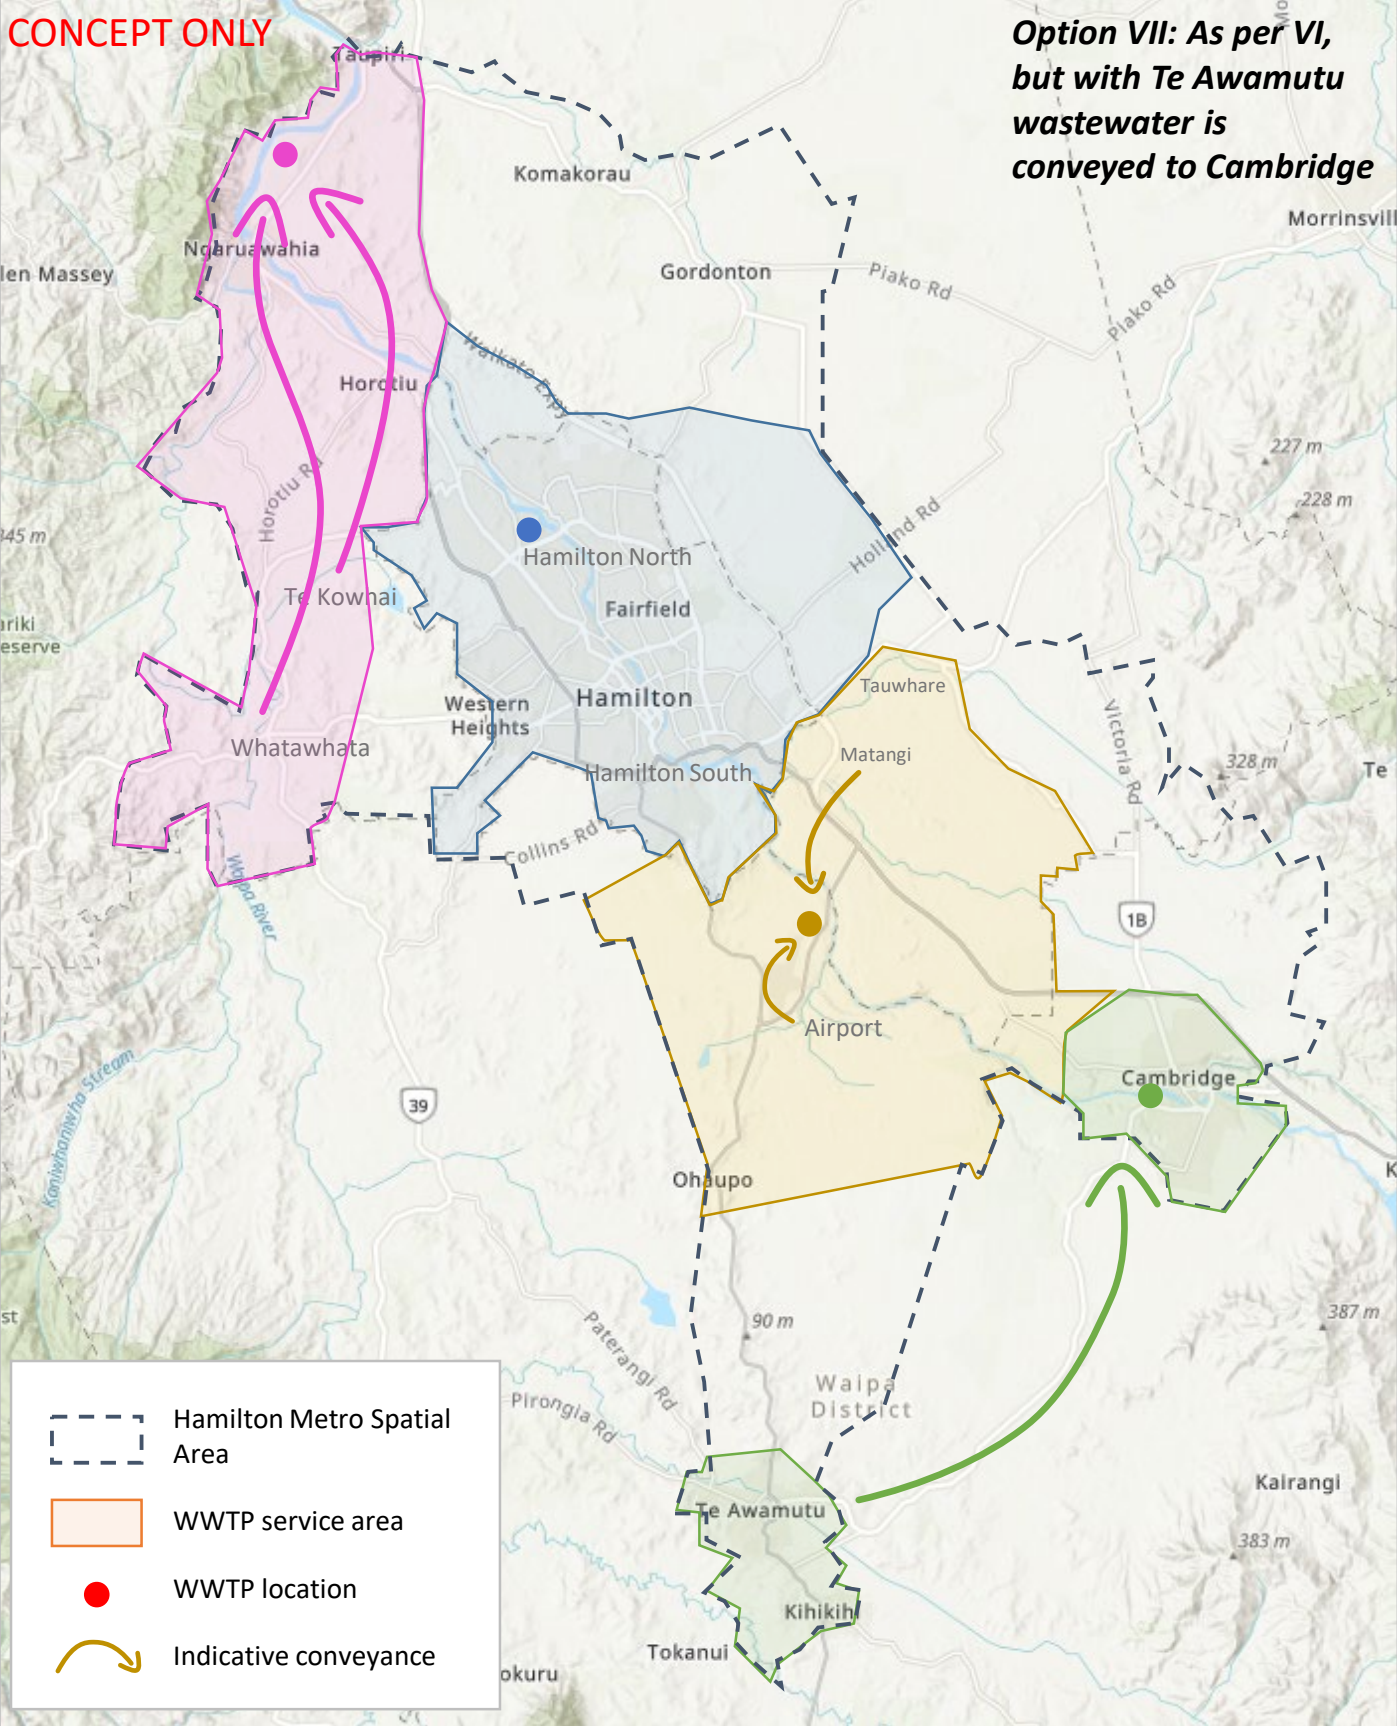 CONCEPT ONLY
Option VII: As per VI,
but with Te Awamutu
wastewater is
conveyed to Cambridge
Taupiri
Komakorau
Morrinsvill
Ngaruawahia
len Massey
Gordonton
Piako Rd
Piako Rd
Waikato Expy
Horotiu
227 m
228 m
Horotiu Rd
345 m
Holland Rd
Hamilton North
Te Kowhai
Fairfield
ariki
eserve
Tauwhare
Hamilton
Western
Heights
Victoria Rd
Whatawhata
Matangi
328 m
Te
Hamilton South
Collins Rd
Waipa River
1B
Airport
Kaniwhaniwha Stream
Cambridge
39
K
Ohaupo
387 m
st
90 m
Paterangi Rd
Waipa
District
Pirongia Rd
Kairangi
Te Awamutu
383 m
Kihikihi
Tokanui
okuru
Hamilton Metro Spatial
Area
WWTP service area
WWTP location
Indicative conveyance